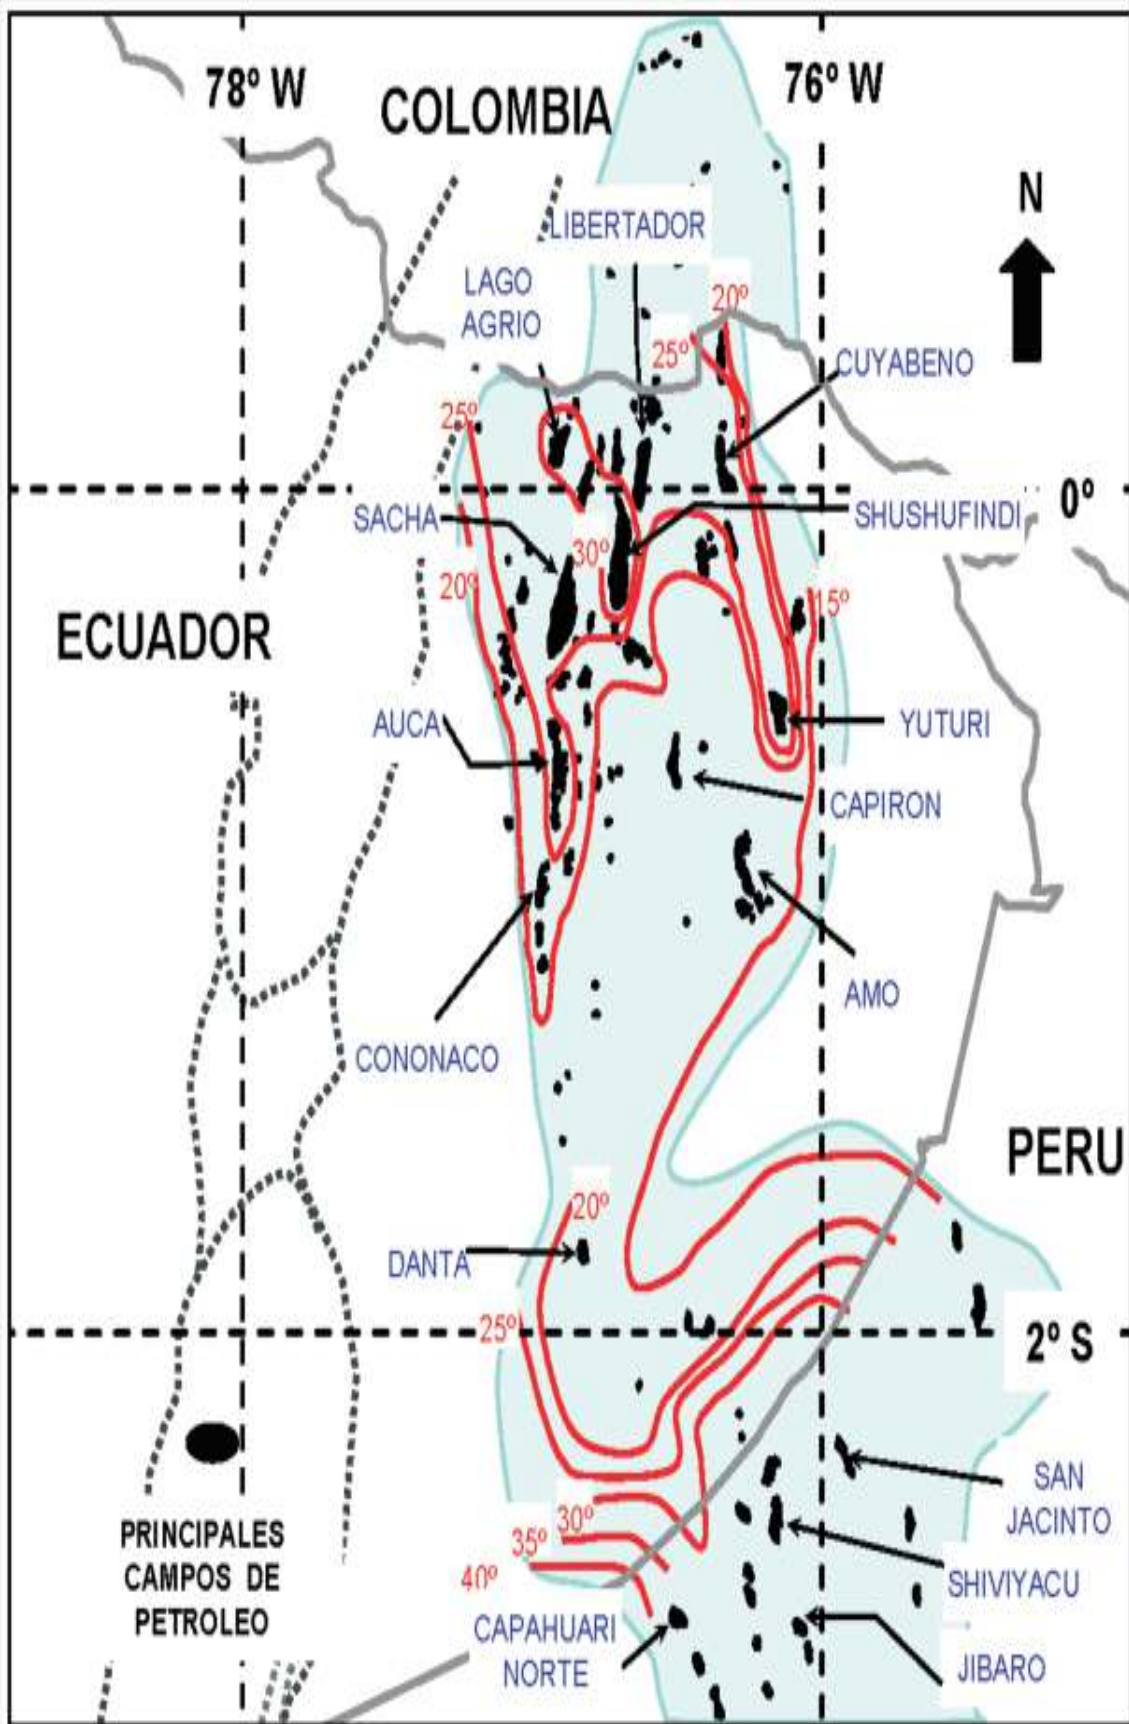 78º W
76º W
COLOMBIA
N
LIBERTADOR
LAGO
AGRIO
20º
25º
CUYABENO
25º
0º
SACHA
SHUSHUFINDI
30º
20º
15º
ECUADOR
AUCA
YUTURI
CAPIRON
AMO
CONONACO
PERU
20º
DANTA
25º
2º S
SAN
JACINTO
30º
35º
40º
SHIVIYACU
PRINCIPALES
CAMPOS DE
PETROLEO
CAPAHUARI
NORTE
JIBARO